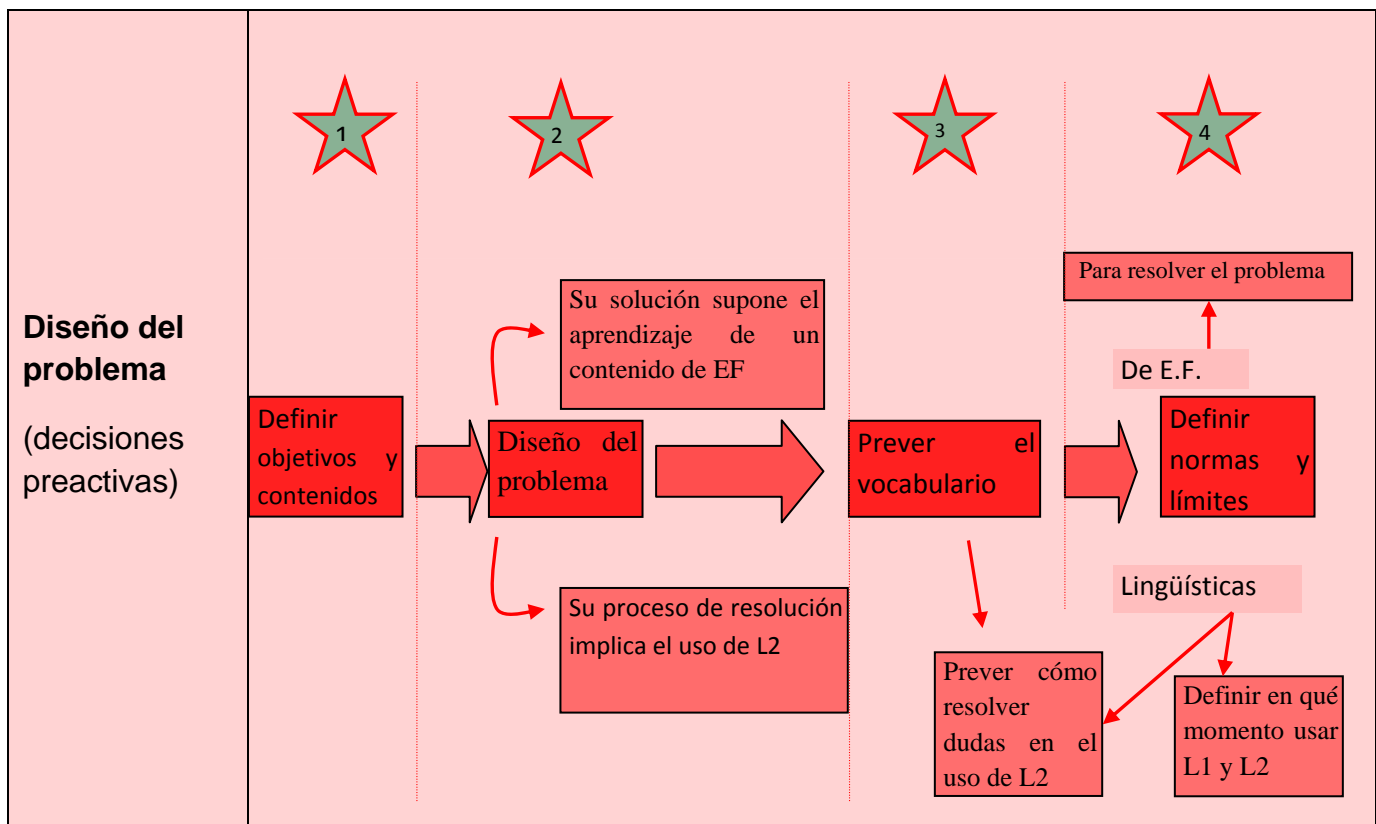 Diseño del
problema
(decisiones
preactivas)
1
2
3
4
Definir
objetivos y
contenidos
Su solución supone el
aprendizaje de un
contenido de EF
Diseño del
problema
Su proceso de resolución
implica el uso de L2
Prever el
vocabulario
Prever cómo
resolver
dudas en el
uso de L2
Para resolver el problema
De E.F.
Definir
normas y
límites
Lingüísticas
Definir en qué
momento usar
L1 y L2